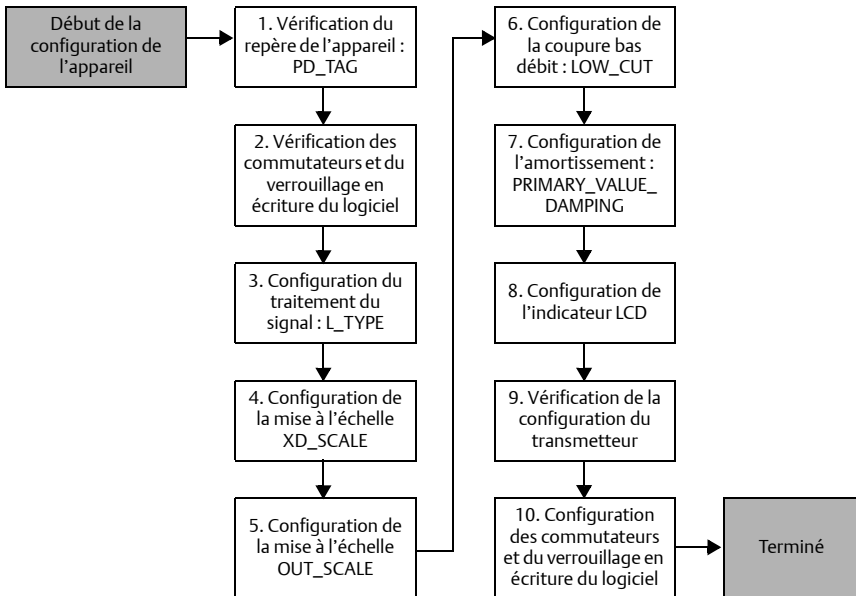 Début de la
configuration de
l’appareil
1. Vérification du
repère de l’appareil :
PD_TAG
2. Vérification des
commutateurs et du
verrouillage en
écriture du logiciel
3. Configuration du
traitement du
signal : L_TYPE
4. Configuration de
la mise à l’échelle
XD_SCALE
5. Configuration de
la mise à l’échelle
OUT_SCALE
6. Configuration de
la coupure bas
débit : LOW_CUT
7. Configuration de
l’amortissement :
PRIMARY_VALUE_
DAMPING
8. Configuration de
l’indicateur LCD
9. Vérification de la
configuration du
transmetteur
10. Configuration
des commutateurs
et du verrouillage en
écriture du logiciel
Terminé